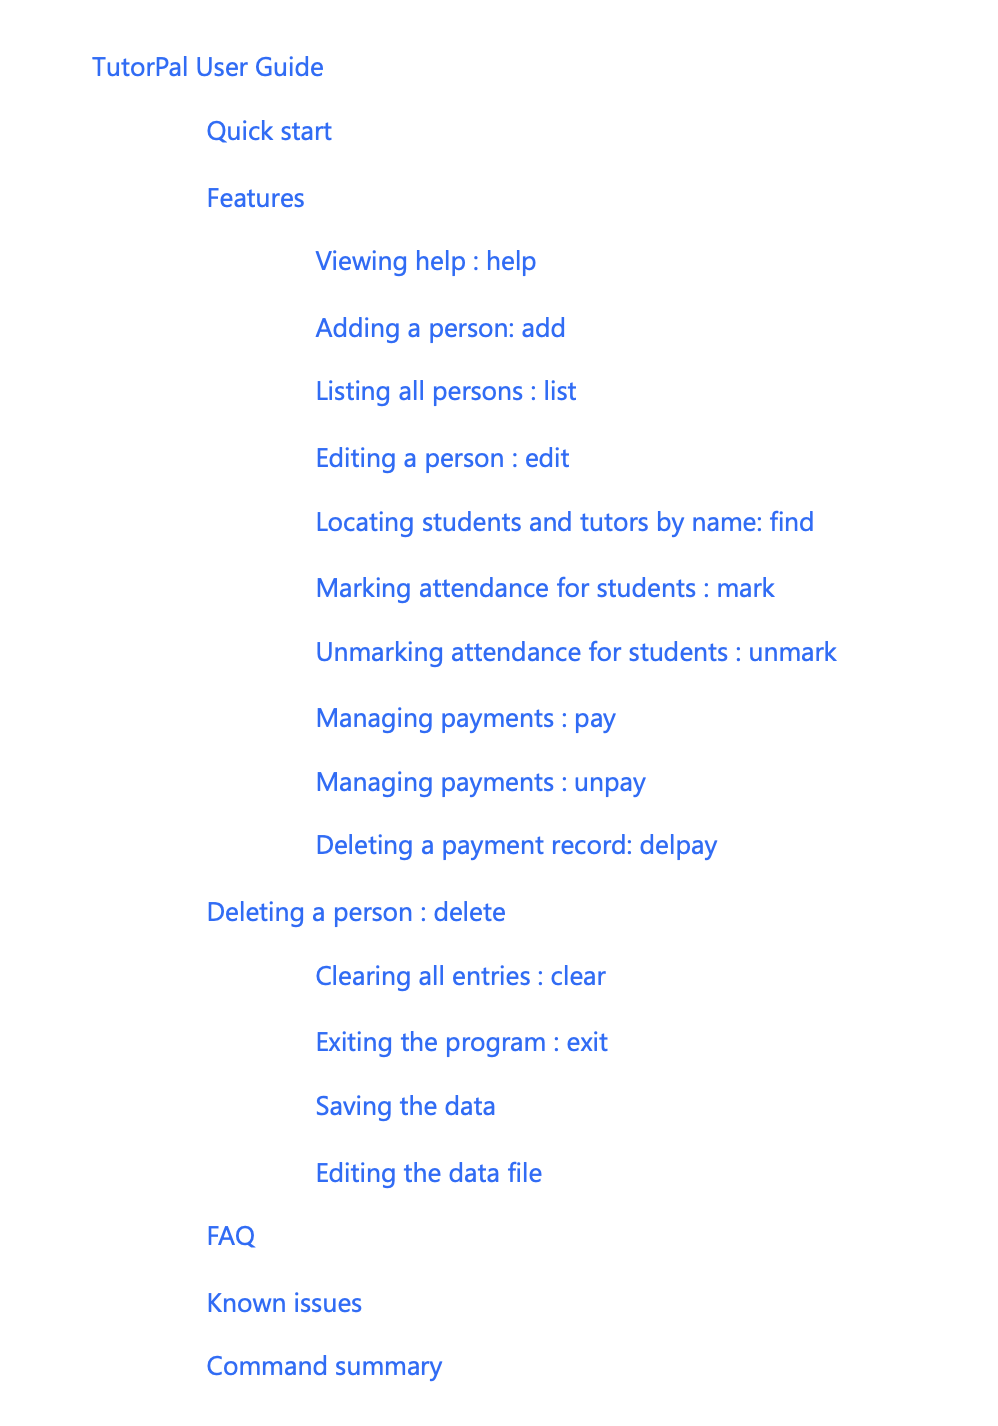 TutorPal User Guide
Quick start
Features
Viewing help : help
Adding a person: add
Listing all persons : list
Editing a person : edit
Locating students and tutors by name: find
Marking attendance for students : mark
Unmarking attendance for students : unmark
Managing payments : pay
Managing payments : unpay
Deleting a payment record: delpay
Deleting a person : delete
Clearing all entries : clear
Exiting the program : exit
Saving the data
Editing the data file
FAQ
Known issues
Command summary